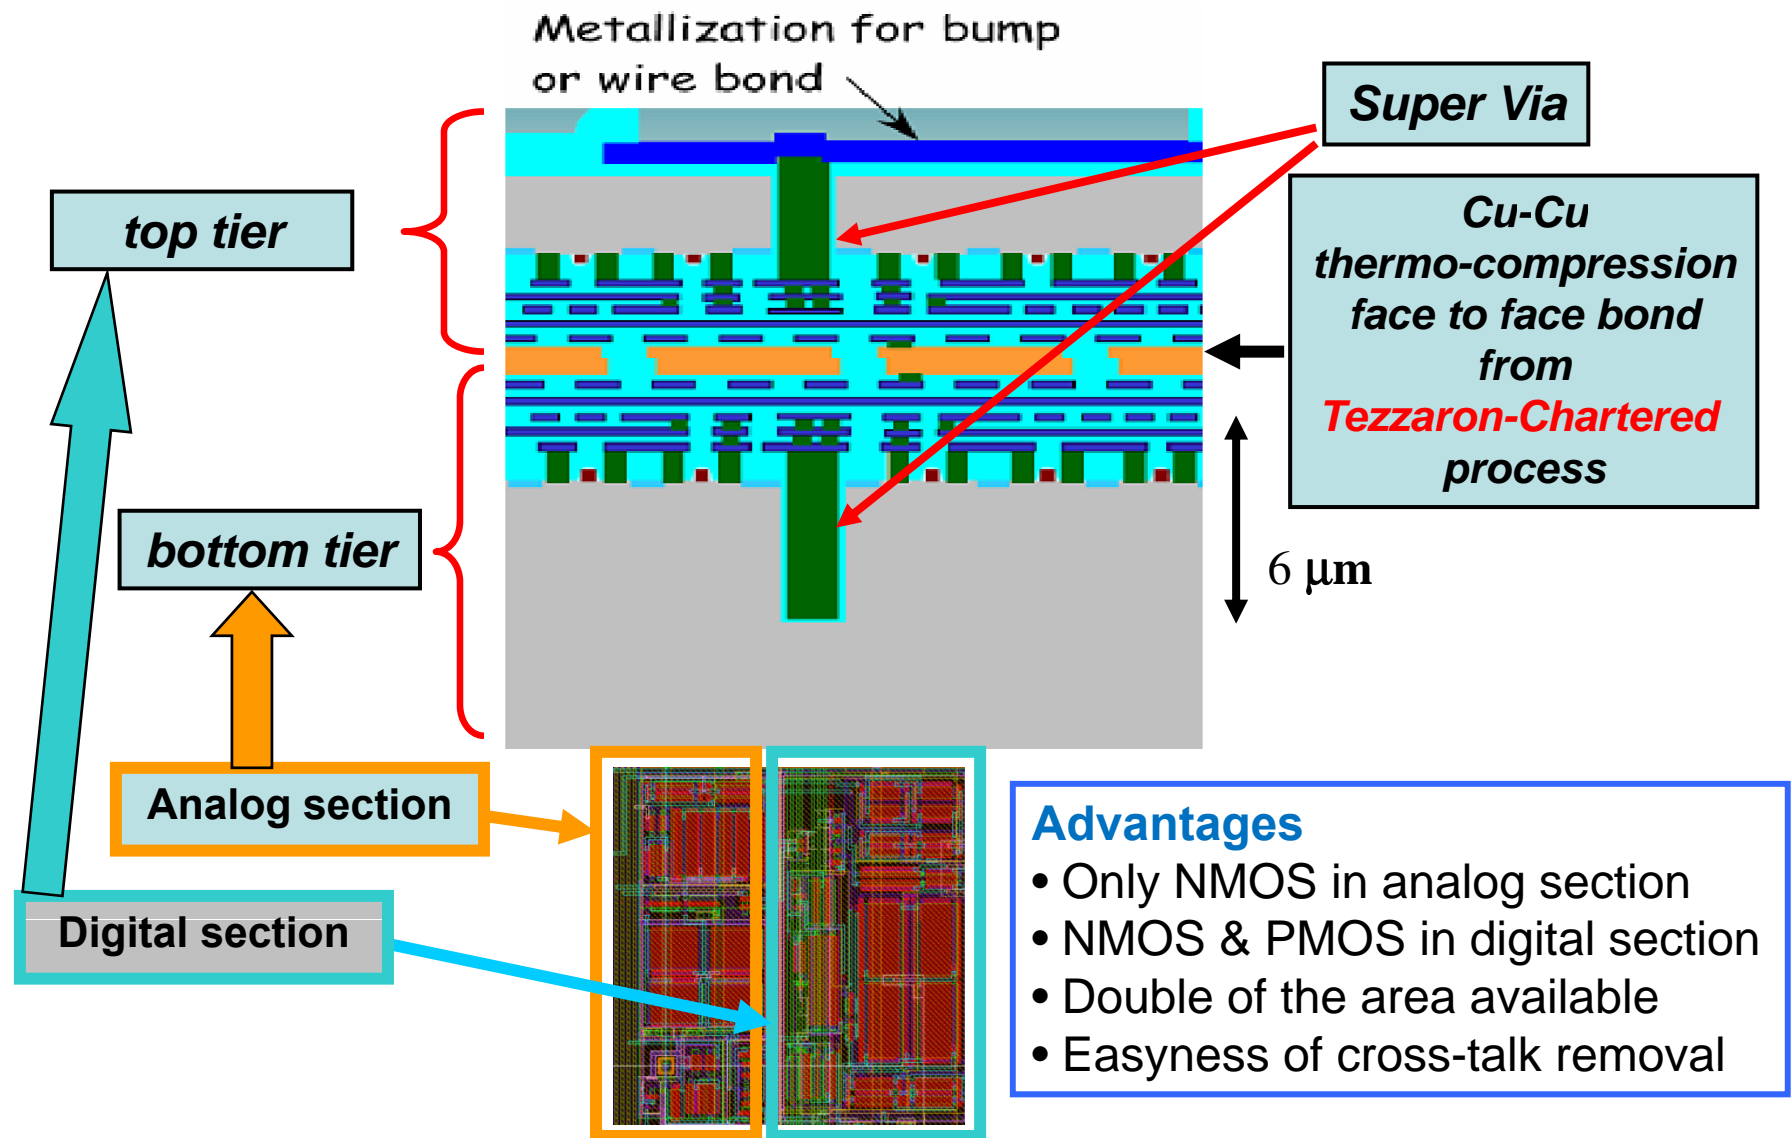 Metallization for bump
or wire bond
Super Via
top tier
Cu-Cu
thermo-compression
face to face bond
from
Tezzaron-Chartered
process
bottom tier
6 μm
Analog section
Digital section
Advantages
• Only NMOS in analog section
• NMOS & PMOS in digital section
• Double of the area available
• Easyness of cross-talk removal